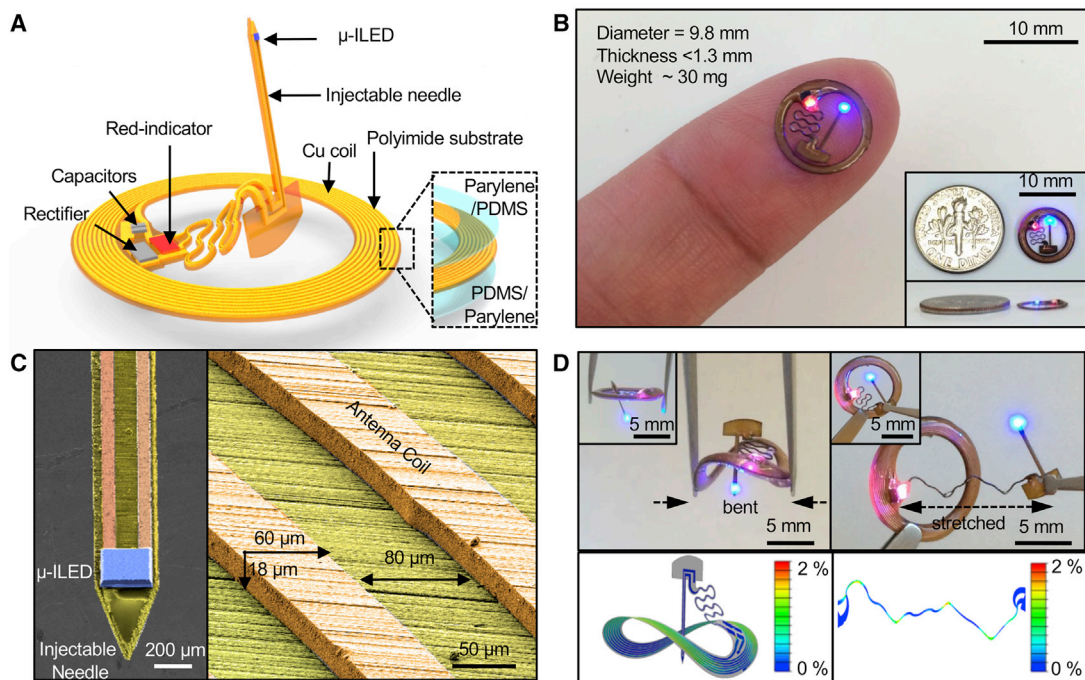 A
μ-ILED
Injectable needle
Red-indicator
Polyimide substrate
Cu coil
Capacitors
Rectifier
Parylene
/PDMS
PDMS/
Parylene
B
Diameter = 9.8 mm
Thickness <1.3 mm
Weight ~ 30 mg
10 mm
10 mm
ONE DIME
C
μ-ILED
Injectable
Needle
200 μm
Antenna Coil
60 μm
18 μm
80 μm
50 μm
D
5 mm
bent
5 mm
5 mm
stretched
5 mm
2 %
0 %
2 %
0 %